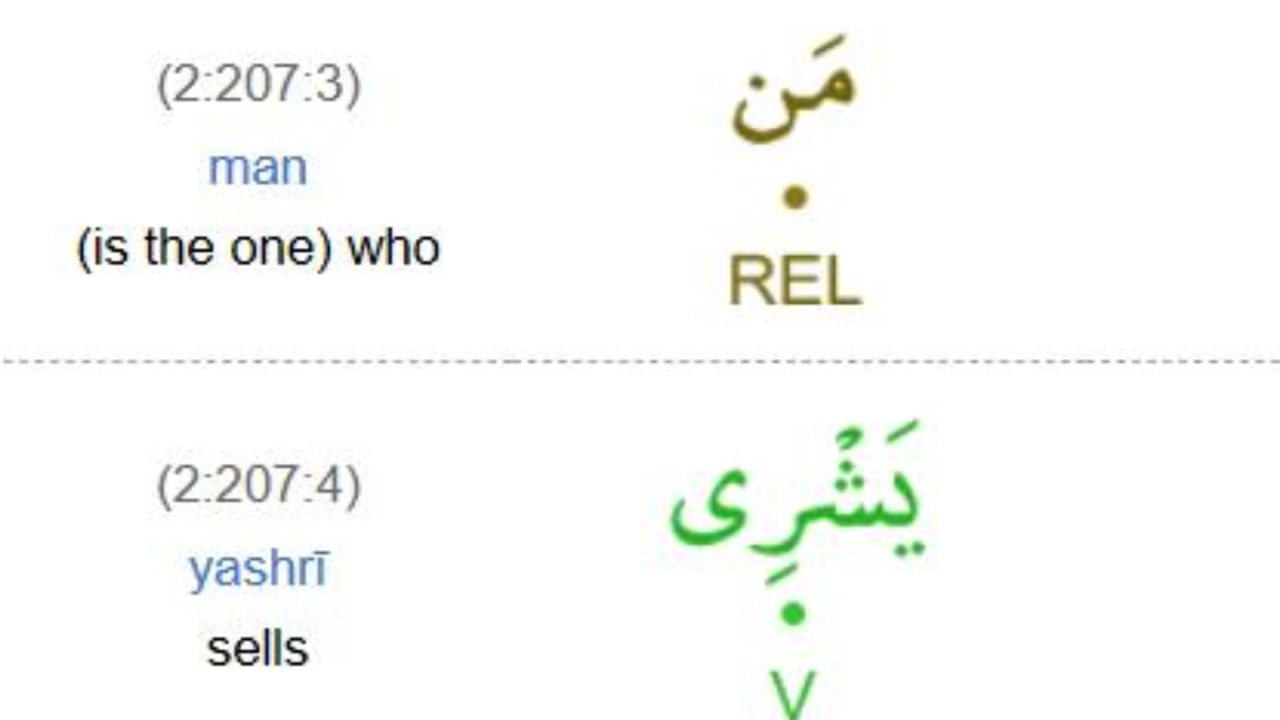 (2:207:3)
man
(is the one) who
مَن
REL
(2:207:4)
yashrī
sells
يَشْرِى
V